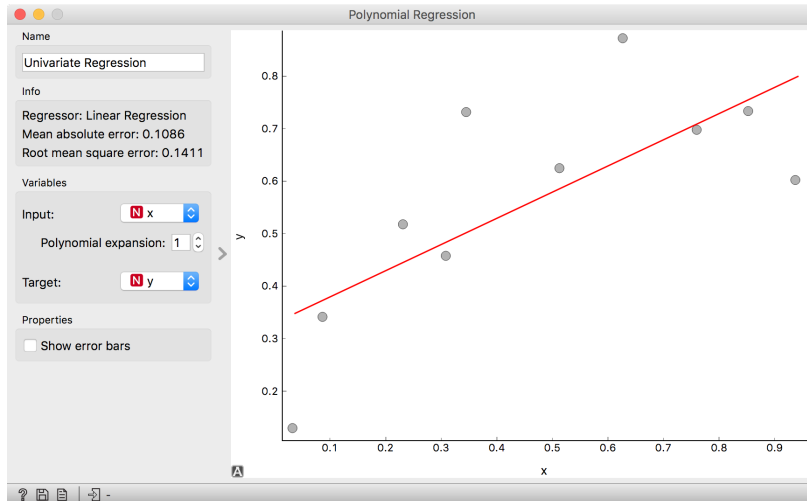 Polynomial Regression
Name
Univariate Regression
Info
Regressor: Linear Regression
Mean absolute error: 0.1086
Root mean square error: 0.1411
Variables
Input: N x
Polynomial expansion: 1
Target: N y
Properties
Show error bars
y
0.8
0.7
0.6
0.5
0.4
0.3
0.2
0.1 0.2 0.3 0.4 0.5 0.6 0.7 0.8 0.9
x
A
? -